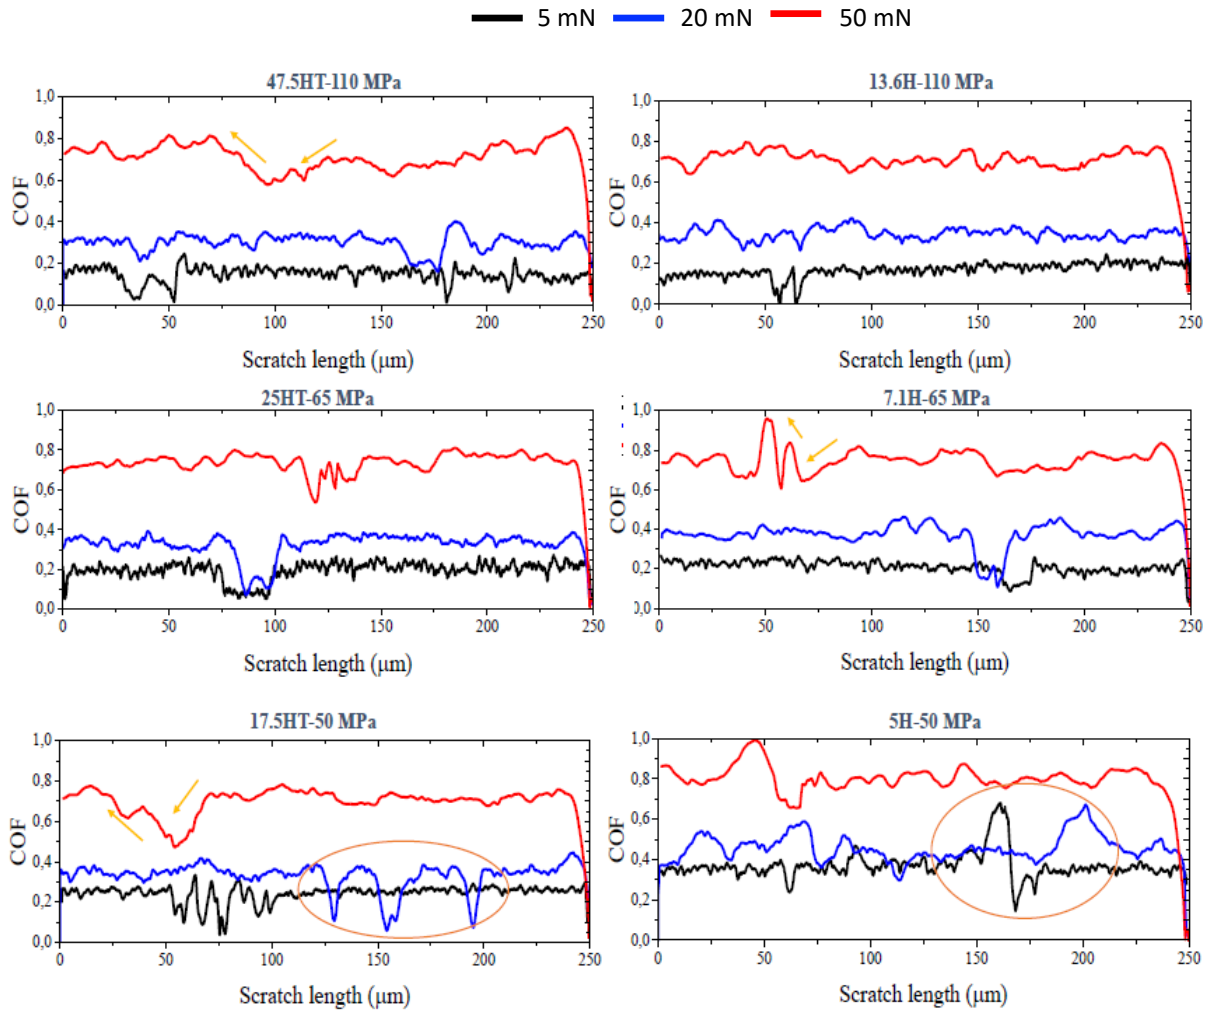 5 mN 20 mN 50 mN
47.5HT-110 MPa
1,0
0,8
0,6
0,4
0,2
0,0
COF
0 50 100 150 200 250
Scratch length (μm)
13.6H-110 MPa
1,0
0,8
0,6
0,4
0,2
0,0
COF
0 50 100 150 200 250
Scratch length (μm)
25HT-65 MPa
1,0
0,8
0,6
0,4
0,2
0,0
COF
0 50 100 150 200 250
Scratch length (μm)
7.1H-65 MPa
1,0
0,8
0,6
0,4
0,2
0,0
COF
0 50 100 150 200 250
Scratch length (μm)
17.5HT-50 MPa
1,0
0,8
0,6
0,4
0,2
0,0
COF
0 50 100 150 200 250
Scratch length (μm)
5H-50 MPa
1,0
0,8
0,6
0,4
0,2
0,0
COF
0 50 100 150 200 250
Scratch length (μm)